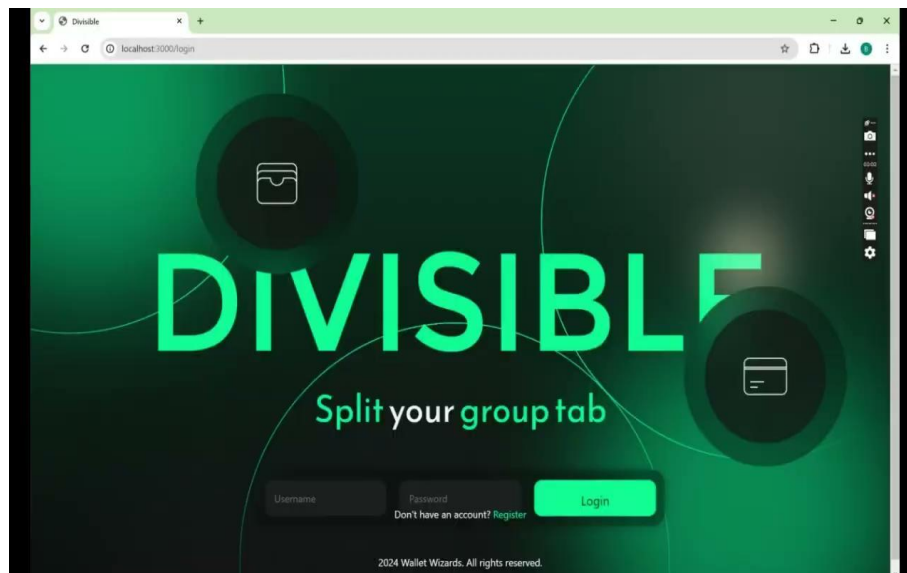 Divisible
localhost:3000/login
DIVISIBLE
Split your group tab
Username
Password
Login
Don't have an account? Register
2024 Wallet Wizards. All rights reserved.